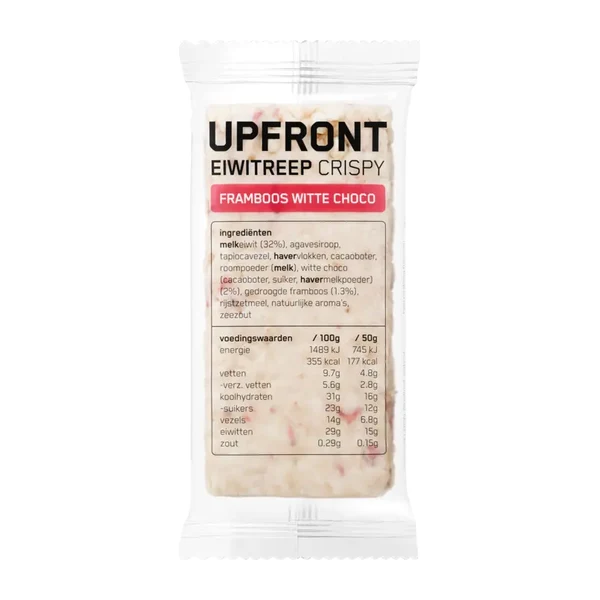 UPFRONT
EIWITREEP CRISPY
FRAMBOOS WITTE CHOCO
ingrediënten
melkeiwit (32%), agavesiroop,
tapiocavezel, havervlokken, cacaoboter,
roompoeder (melk), witte choco
(cacaoboter, suiker, havermelkpoeder)
(2%), gedroogde framboos (1.3%),
rijstzetmeel, natuurlijke aroma's,
zeezout
voedingswaarden / 100g / 50g
energie 1489 kJ 745 kJ
355 kcal 177 kcal
vetten 9.7g 4.8g
-verz. vetten 5.6g 2.8g
koolhydraten 31g 16g
-suikers 23g 12g
vezels 14g 6.8g
eiwitten 29g 15g
zout 0.29g 0.15g